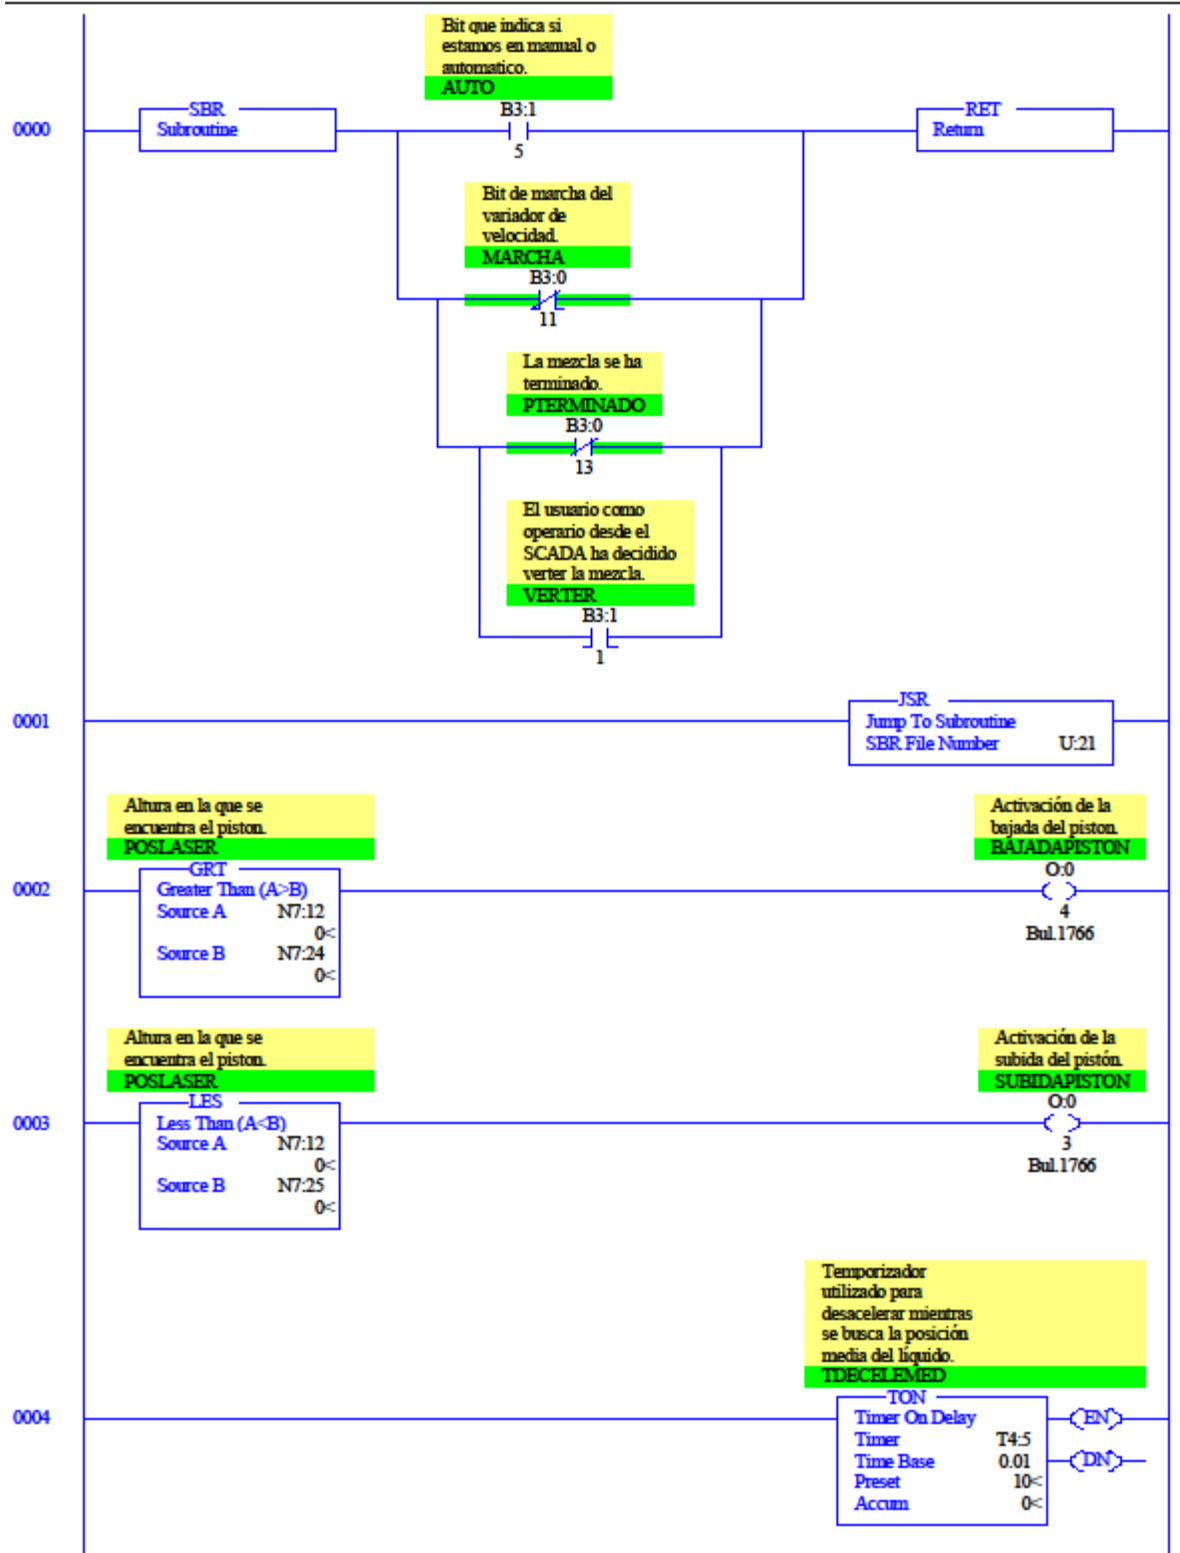 Bit que indica si
estamos en manual o
automatico.
AUTO
B3:1
5
0000
SBR
Subroutine
RET
Return
Bit de marcha del
variador de
velocidad.
MARCHA
B3:0
11
La mezcla se ha
terminado.
PTERMINADO
B3:0
13
El usuario como
operario desde el
SCADA ha decidido
verter la mezcla.
VERTER
B3:1
1
0001
JSR
Jump To Subroutine
SBR File Number U:21
Altura en la que se
encuentra el piston.
POSLASER
0002
GRT
Greater Than (A>B)
Source A N7:12
0<
Source B N7:24
0<
Activación de la
bajada del piston.
BAJADAPISTON
O:0
4
Bul.1766
Altura en la que se
encuentra el piston.
POSLASER
0003
LES
Less Than (A<B)
Source A N7:12
0<
Source B N7:25
0<
Activación de la
subida del pistón.
SUBIDAPISTON
O:0
3
Bul.1766
Temporizador
utilizado para
desacelerar mientras
se busca la posición
media del líquido.
TDECELEMED
0004
TON
Timer On Delay
Timer T4:5
Time Base 0.01
Preset 10<
Accum 0<
EN
DN